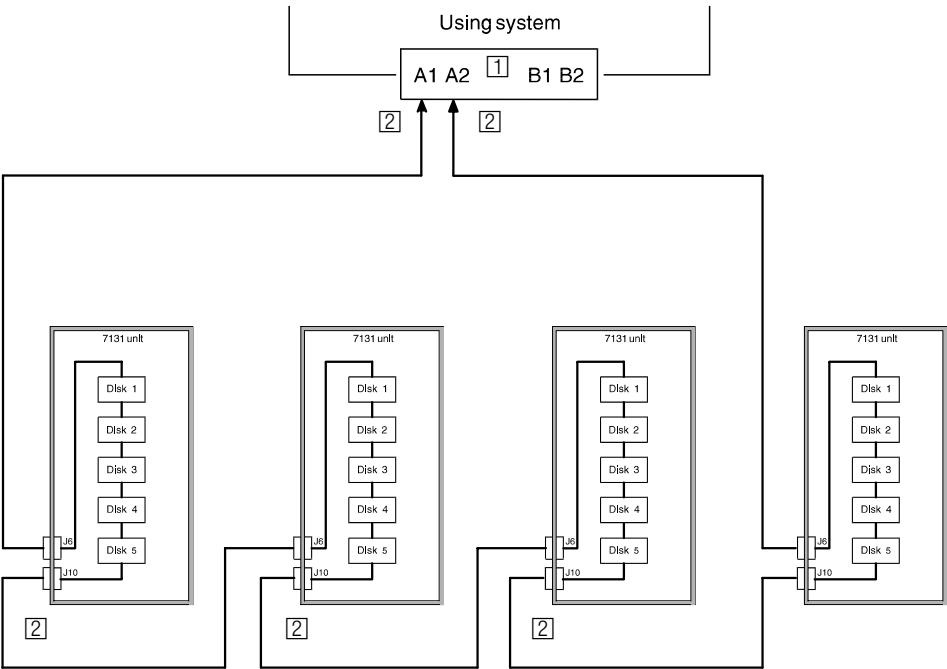 Using system
A1 A2 1 B1 B2
2 2
7131 unit 7131 unit 7131 unit 7131 unit
Disk 1 Disk 1 Disk 1 Disk 1
Disk 2 Disk 2 Disk 2 Disk 2
Disk 3 Disk 3 Disk 3 Disk 3
Disk 4 Disk 4 Disk 4 Disk 4
J6 J6 J6 J6
Disk 5 Disk 5 Disk 5 Disk 5
J10 J10 J10 J10
2 2 2